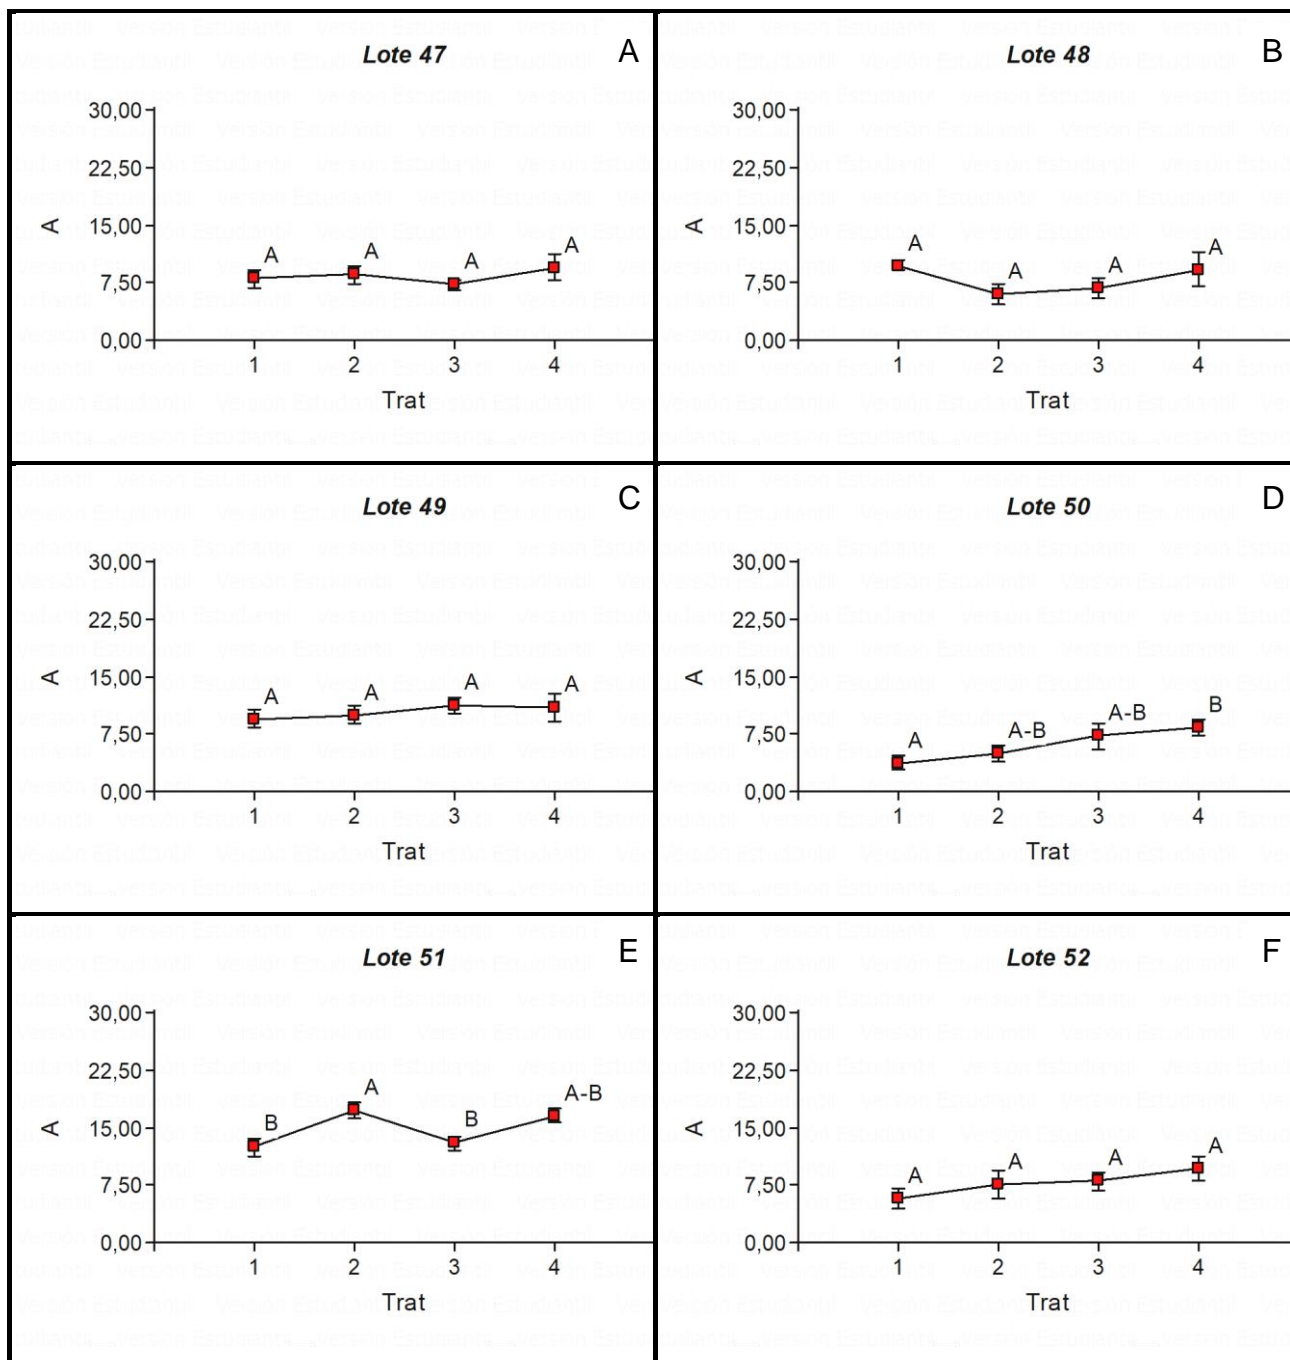 Lote 47 A
30,00
22,50
15,00
7,50
0,00
A
A A A A
1 2 3 4
Trat
Lote 48 B
30,00
22,50
15,00
7,50
0,00
A
A A A A
1 2 3 4
Trat
Lote 49 C
30,00
22,50
15,00
7,50
0,00
A
A A A A
1 2 3 4
Trat
Lote 50 D
30,00
22,50
15,00
7,50
0,00
A
A A-B A-B B
1 2 3 4
Trat
Lote 51 E
30,00
22,50
15,00
7,50
0,00
A
B A B A-B
1 2 3 4
Trat
Lote 52 F
30,00
22,50
15,00
7,50
0,00
A
A A A A
1 2 3 4
Trat